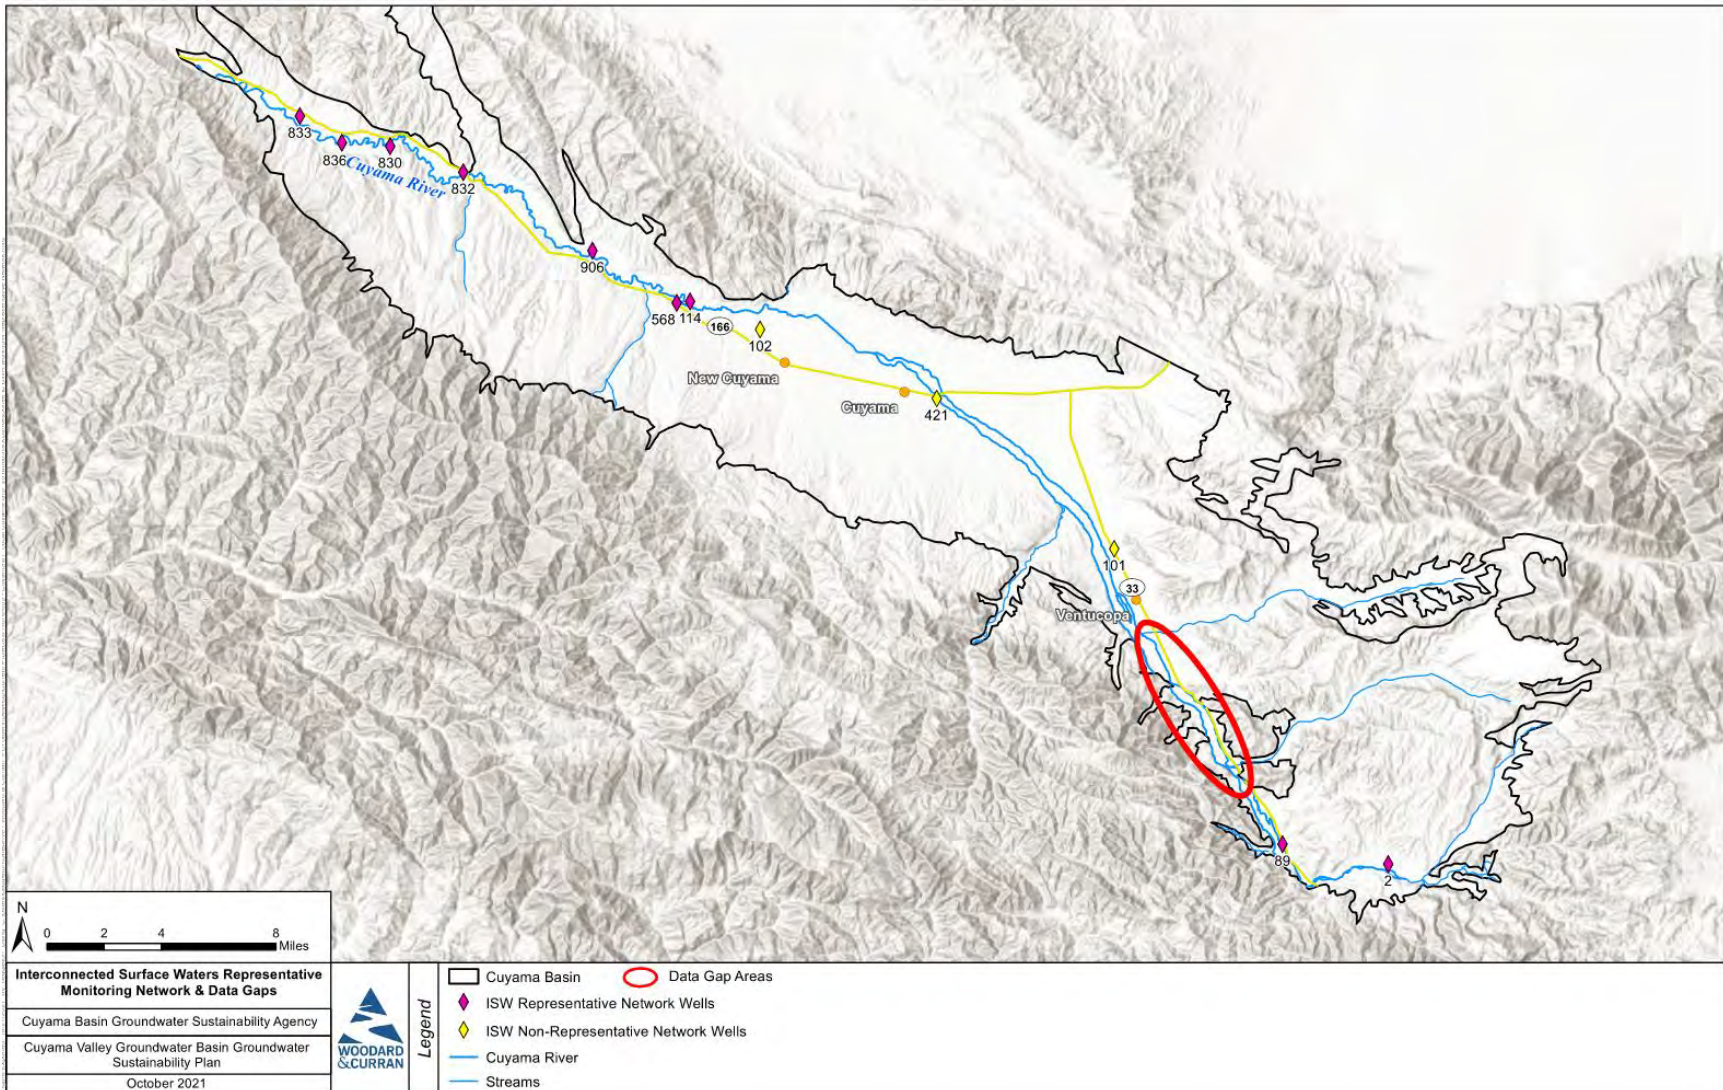 833
836
830
Cuyama River
832
906
568
114
166
102
New Cuyama
Cuyama
421
101
33
Ventucopa
89
2
N
0
2
4
8
Miles
Interconnected Surface Waters Representative
Monitoring Network & Data Gaps
Cuyama Basin Groundwater Sustainability Agency
Cuyama Valley Groundwater Basin Groundwater
Sustainability Plan
October 2021
WOODARD
&CURRAN
Legend
Cuyama Basin
Data Gap Areas
ISW Representative Network Wells
ISW Non-Representative Network Wells
Cuyama River
Streams